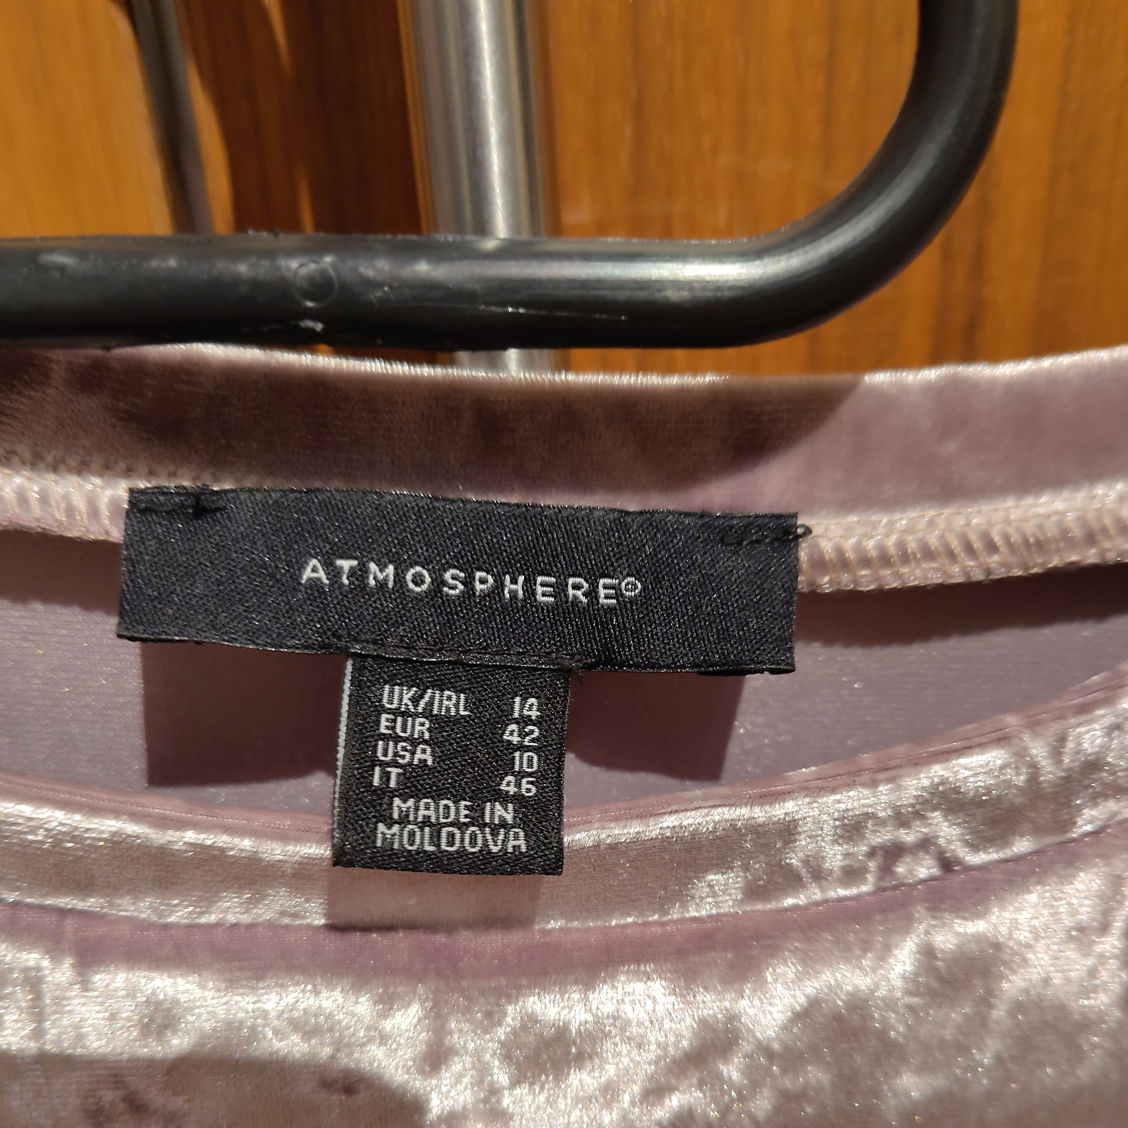 ATMOSPHERE®
UK/IRL 14
EUR 42
USA 10
IT 46
MADE IN
MOLDOVA